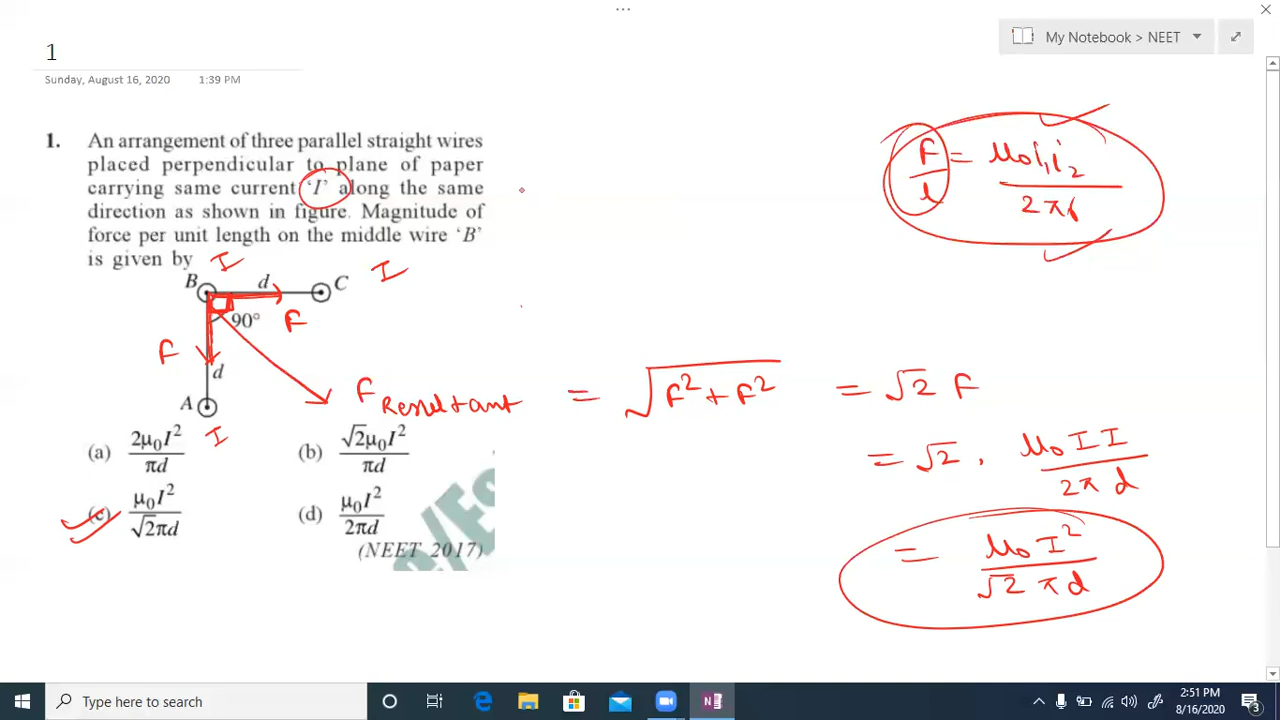 My Notebook > NEET
1
Sunday, August 16, 2020 1:39 PM
1. An arrangement of three parallel straight wires
placed perpendicular to plane of paper
carrying same current ‘I’ along the same
direction as shown in figure. Magnitude of
force per unit length on the middle wire ‘B’
is given by
F/l = μ₀i₁i₂/2πr
I
B d C I
90° F
F
d
A
I
F Resultant = √F² + F² = √2 F
= √2 . μ₀ I I/2π d
= μ₀ I²/√2 π d
(a) 2μ₀I²/πd (b) √2μ₀I²/πd
(c) μ₀I²/√2πd (d) μ₀I²/2πd
(NEET 2017)
Type here to search
2:51 PM
8/16/2020
3